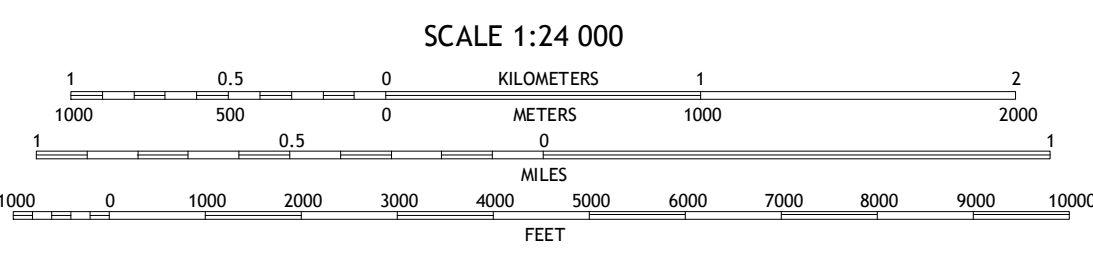 SCALE 1:24 000
1 0.5 0 KILOMETERS 1 2
1000 500 0 METERS 1000 2000
1 0.5 0 1
MILES
1000 0 1000 2000 3000 4000 5000 6000 7000 8000 9000 10000
FEET